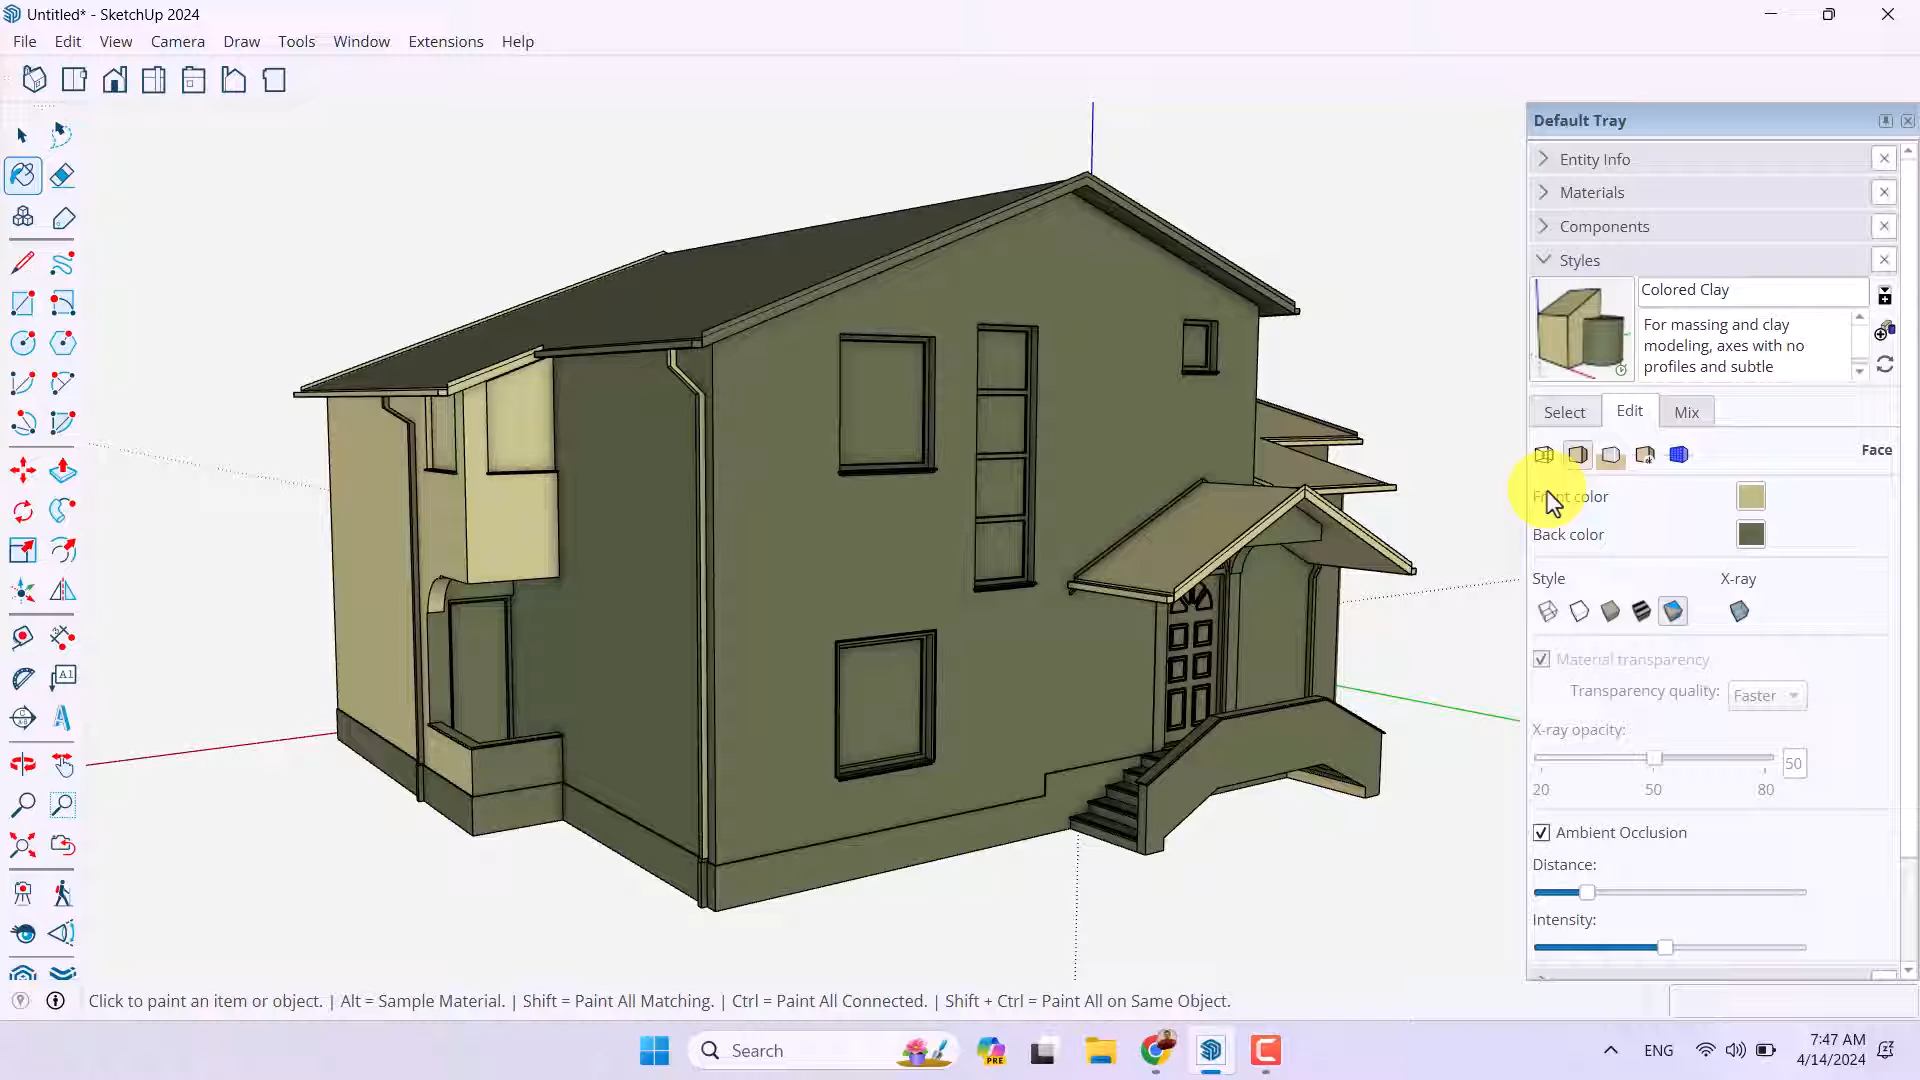 Untitled* - SketchUp 2024
File Edit View Camera Draw Tools Window Extensions Help
Default Tray
Entity Info
Materials
Components
Styles
Colored Clay
For massing and clay
modeling, axes with no
profiles and subtle
Select Edit Mix
Face
Front color
Back color
Style X-ray
Material transparency
Transparency quality: Faster
X-ray opacity:
50
20 50 80
Ambient Occlusion
Distance:
Intensity:
A1
Click to paint an item or object. | Alt = Sample Material. | Shift = Paint All Matching. | Ctrl = Paint All Connected. | Shift + Ctrl = Paint All on Same Object.
Search
PRE
ENG
7:47 AM
4/14/2024